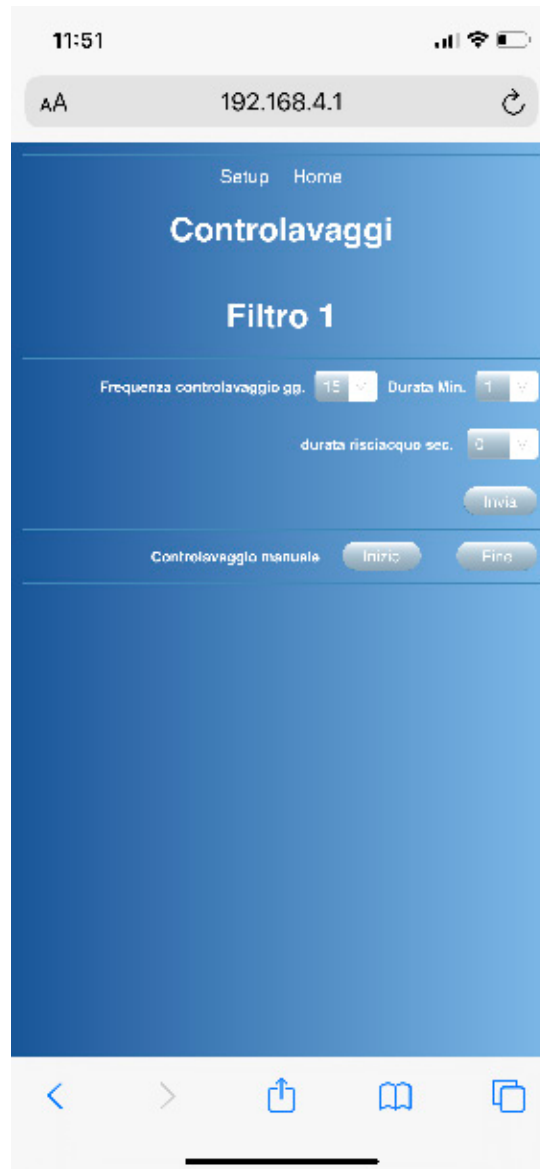 11:51
AA 192.168.4.1
Setup Home
Controlavaggi
Filtro 1
Frequenza controlavaggio gg. 15 Durata Min. 1
durata risciacquo sec. 0
Invia
Controlavaggio manuale Inizio Fine